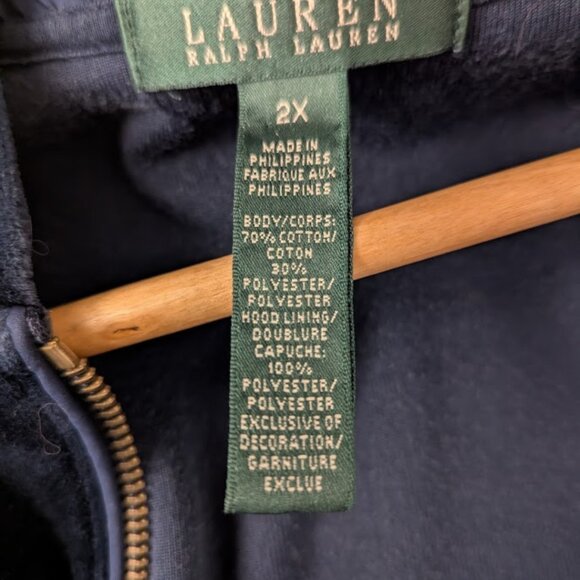 LAUREN
RALPH LAUREN
2X
MADE IN
PHILIPPINES
FABRIQUE AUX
PHILIPPINES
BODY/CORPS:
70% COTTON/
COTON
30%
POLYESTER/
POLYESTER
HOOD LINING/
DOUBLURE
CAPUCHE:
100%
POLYESTER/
POLYESTER
EXCLUSIVE OF
DECORATION/
GARNITURE
EXCLUE